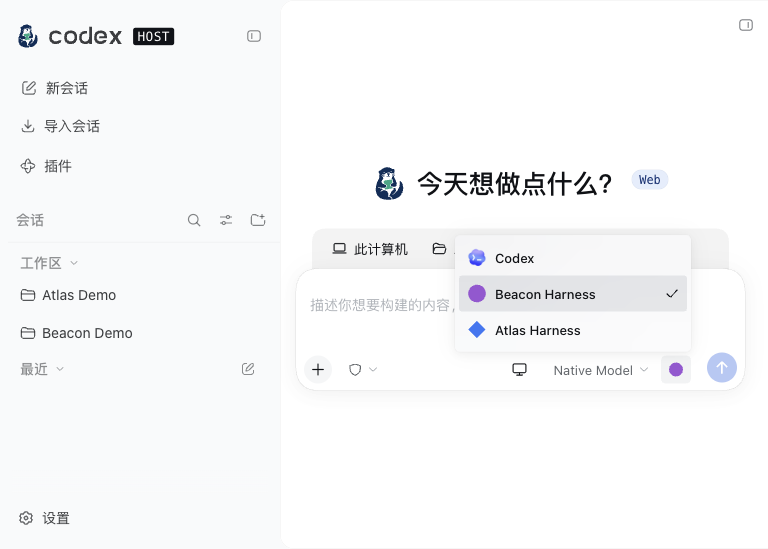 codex HOST
新会话
导入会话
插件
会话
工作区
Atlas Demo
Beacon Demo
最近
设置
今天想做点什么? Web
此计算机
Codex
Beacon Harness
Atlas Harness
描述你想要构建的内容,
Native Model